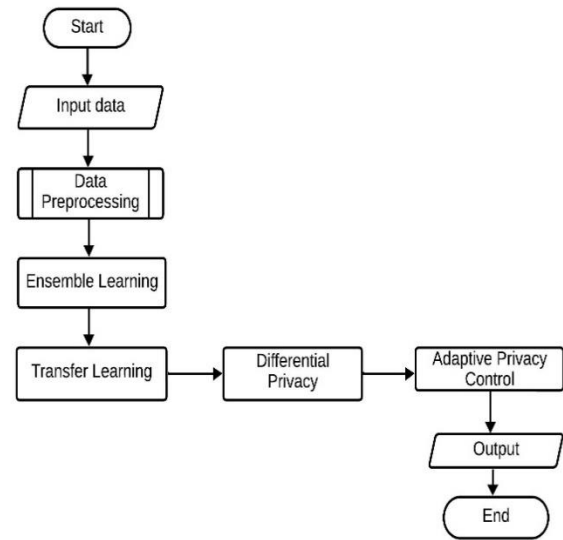 Start
Input data
Data
Preprocessing
Ensemble Learning
Transfer Learning
Differential
Privacy
Adaptive Privacy
Control
Output
End